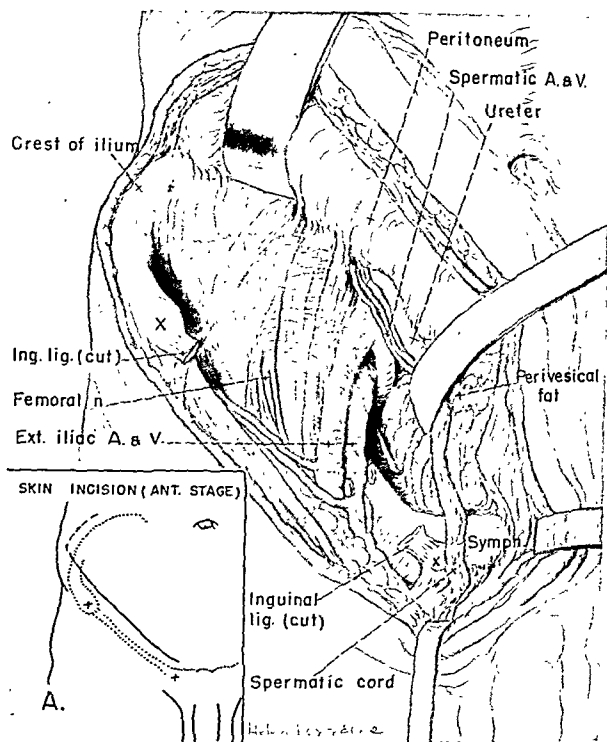 Peritoneum
Spermatic A. & V.
Ureter
Crest of ilium
X
Ing. lig. (cut)
Femoral n.
Ext. iliac A. & V.
Perivesical
fat
SKIN INCISION (ANT. STAGE)
Symph.
x
Inguinal
lig. (cut)
Spermatic cord
A.